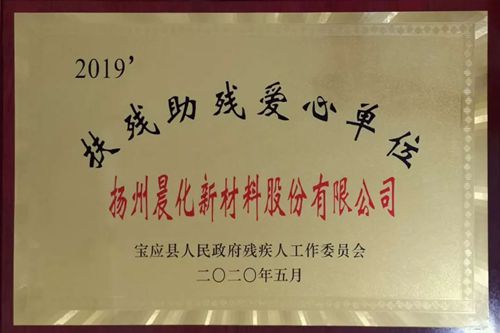 2019’
扶残助残爱心单位
扬州晨化新材料股份有限公司
宝应县人民政府残疾人工作委员会
二〇二〇年五月